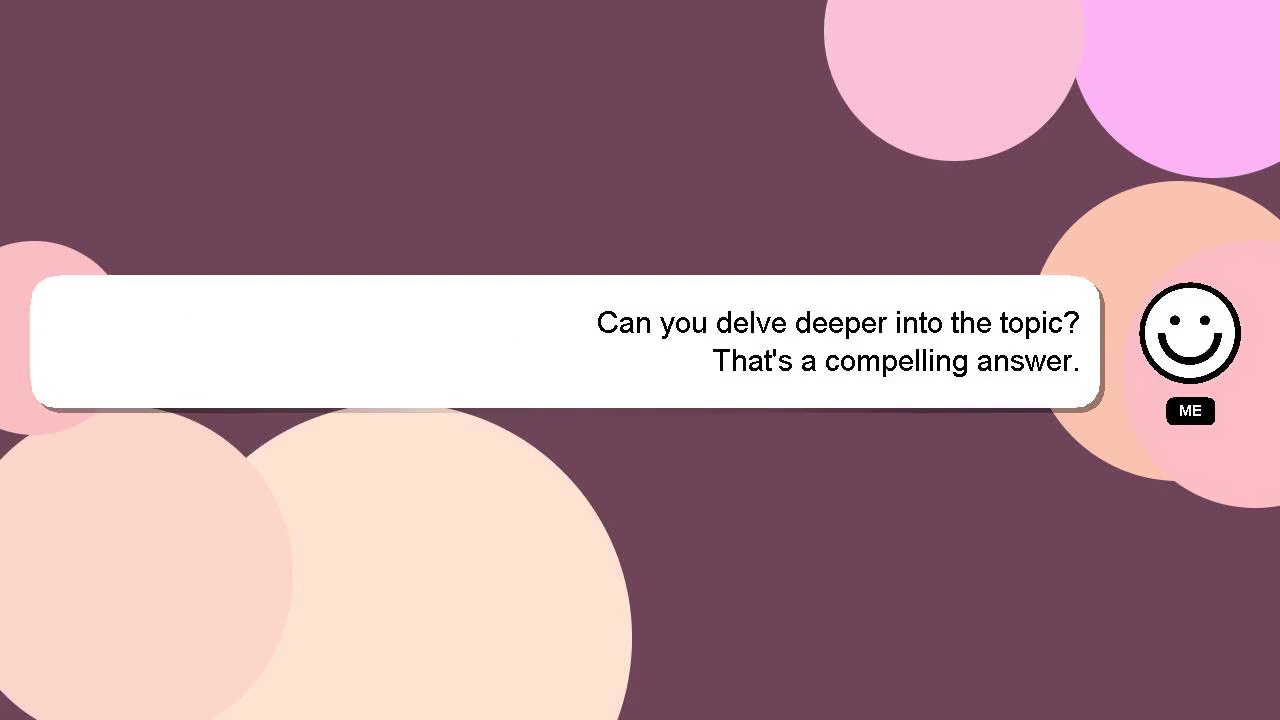 Can you delve deeper into the topic?
That's a compelling answer.
ME